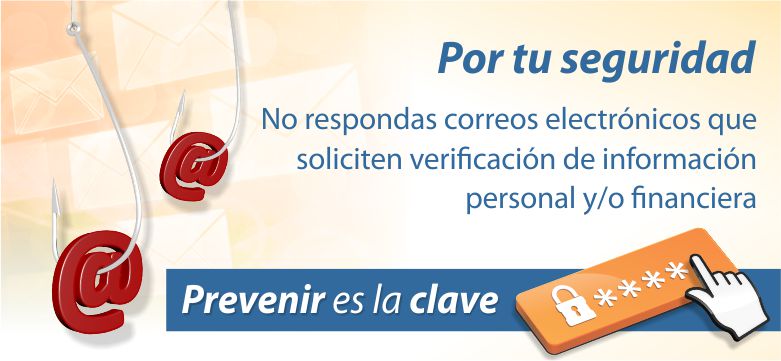 Por tu seguridad
No respondas correos electrónicos que
soliciten verificación de información
personal y/o financiera
@
@
Prevenir es la clave
****